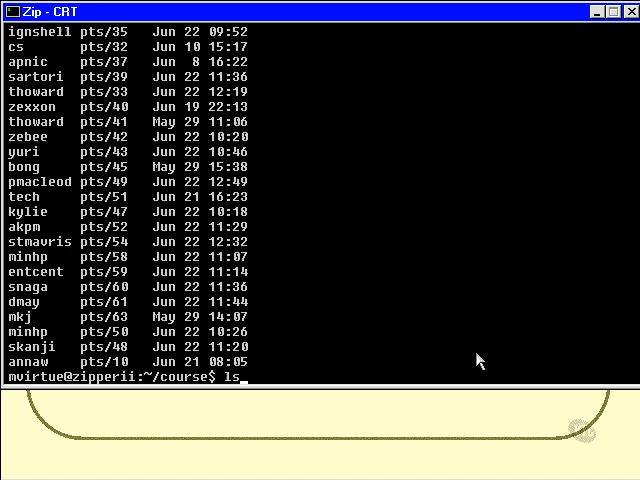 Zip - CRT
ignshell pts/35   Jun 22 09:52
cs       pts/32   Jun 10 15:17
apnic    pts/37   Jun  8 16:22
sartori  pts/39   Jun 22 11:36
thoward  pts/33   Jun 22 12:19
zexxon   pts/40   Jun 19 22:13
thoward  pts/41   May 29 11:06
zebee    pts/42   Jun 22 10:20
yuri     pts/43   Jun 22 10:46
bong     pts/45   May 29 15:38
pmacleod pts/49   Jun 22 12:49
tech     pts/51   Jun 21 16:23
kylie    pts/47   Jun 22 10:18
akpm     pts/52   Jun 22 11:29
stmavris pts/54   Jun 22 12:32
minhp    pts/58   Jun 22 11:07
entcent  pts/59   Jun 22 11:14
snaga    pts/60   Jun 22 11:36
dmay     pts/61   Jun 22 11:44
mkj      pts/63   May 29 14:07
minhp    pts/50   Jun 22 10:26
skanji   pts/48   Jun 22 11:20
annaw    pts/10   Jun 21 08:05
mvirtue@zipperii:~/course$ ls